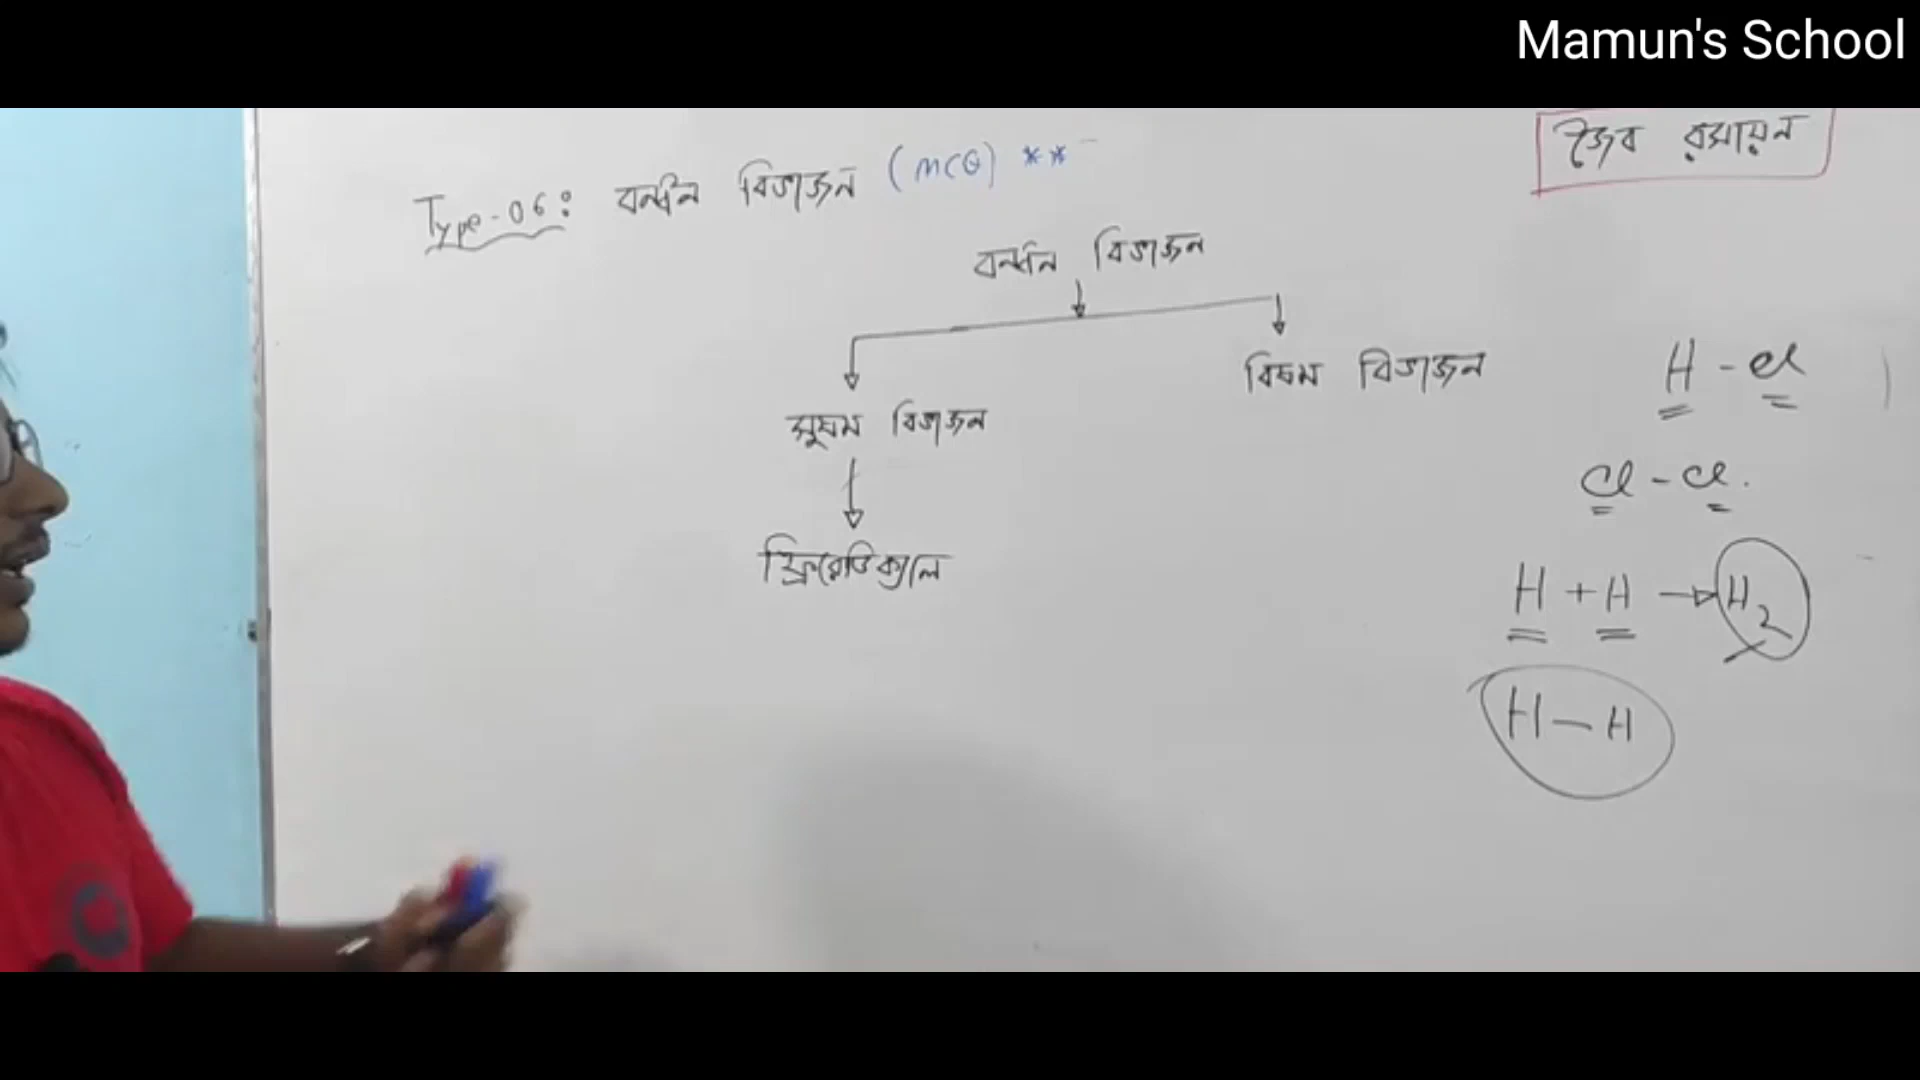 Mamun's School
জৈব রসায়ন
Type-06: বন্ধন বিভাজন (MCQ) **
বন্ধন বিভাজন
সুষম বিভাজন
বিষম বিভাজন
ফ্রিরেডিক্যাল
H - Cl
Cl - Cl.
H + H → H2
H — H